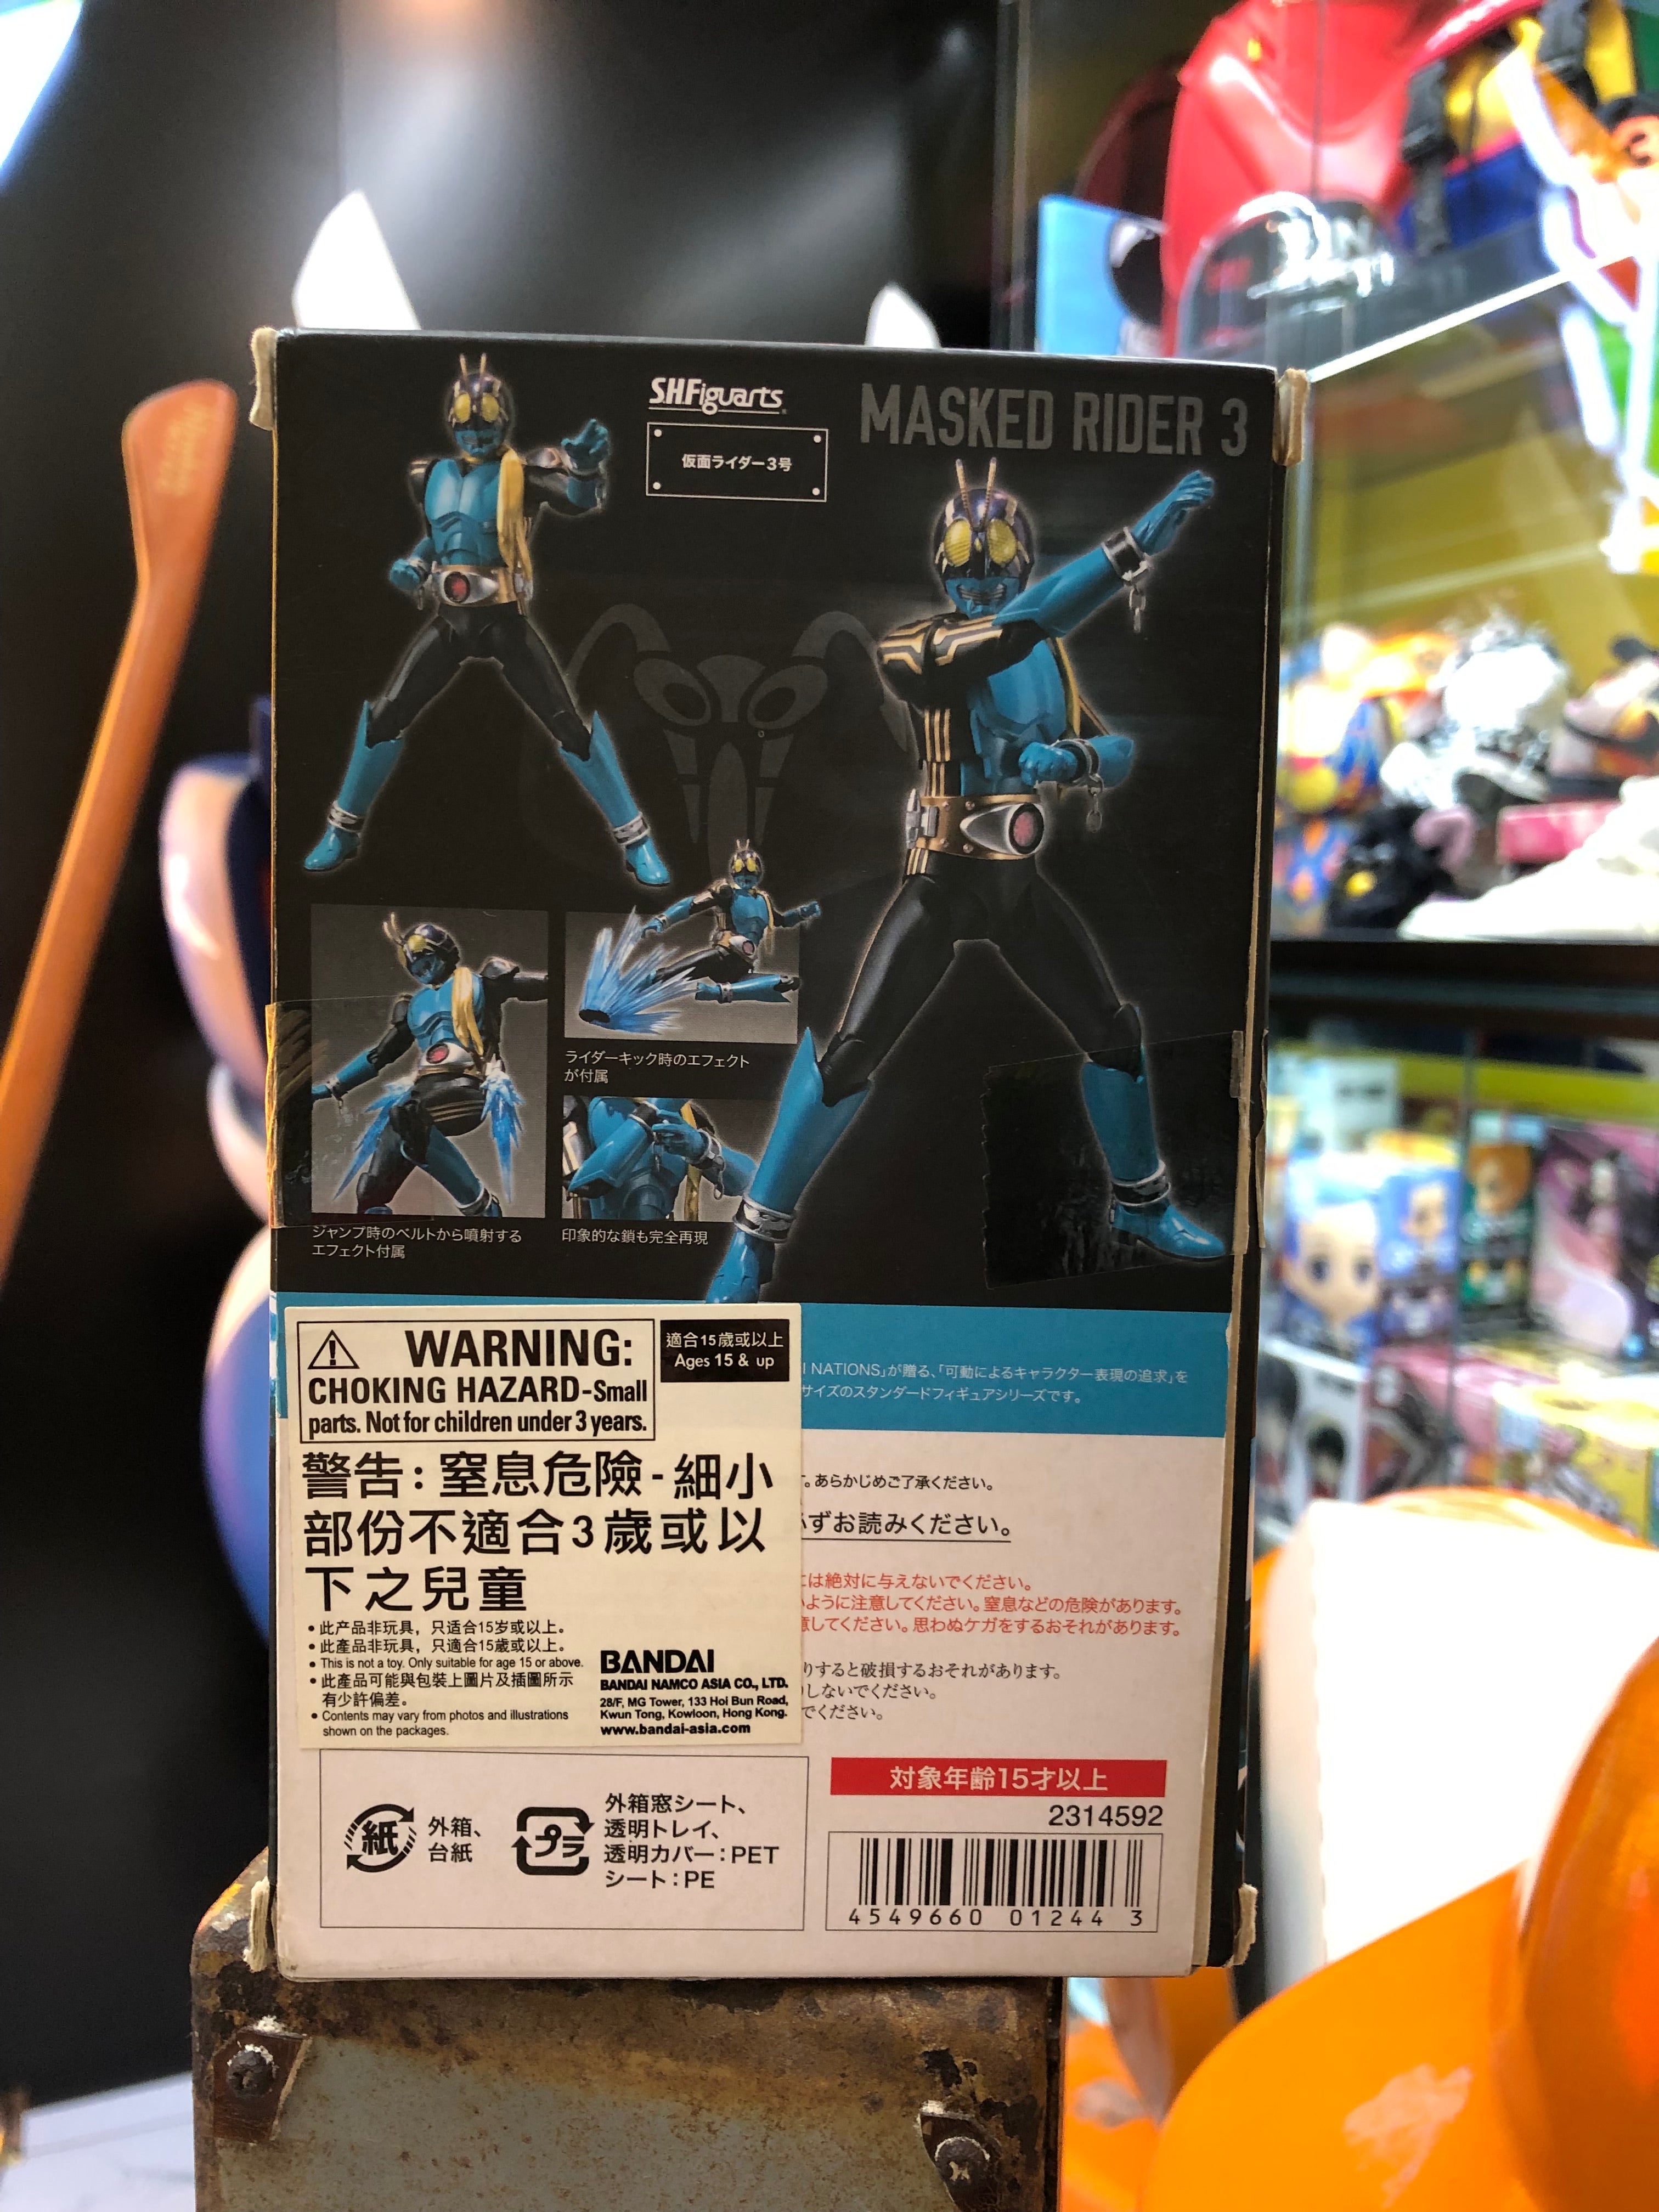 S.H.Figuarts
仮面ライダー3号
MASKED RIDER 3
ライダーキック時のエフェクト
が付属
ジャンプ時のベルトから噴射する
エフェクト付属
印象的な鎖も完全再現
WARNING:
CHOKING HAZARD-Small
parts. Not for children under 3 years.
適合15歲或以上
Ages 15 & up
警告:窒息危險-細小
部份不適合3歲或以
下之兒童
• 此产品非玩具，只适合15岁或以上。
• 此產品非玩具，只適合15歲或以上。
• This is not a toy. Only suitable for age 15 or above.
• 此產品可能與包裝上圖片及插圖所示
有少許偏差。
• Contents may vary from photos and illustrations
shown on the packages.
BANDAI
BANDAI NAMCO ASIA CO., LTD.
28/F, MG Tower, 133 Hoi Bun Road,
Kwun Tong, Kowloon, Hong Kong.
www.bandai-asia.com
NATIONS」が贈る、「可動によるキャラクター表現の追求」を
サイズのスタンダードフィギュアシリーズです。
。あらかじめご了承ください。
ずお読みください。
は絶対に与えないでください。
ように注意してください。窒息などの危険があります。
してください。思わぬケガをするおそれがあります。
りすると破損するおそれがあります。
しないでください。
でください。
紙
外箱、
台紙
プラ
外箱窓シート、
透明トレイ、
透明カバー:PET
シート:PE
対象年齢15才以上
2314592
4549660 01244 3